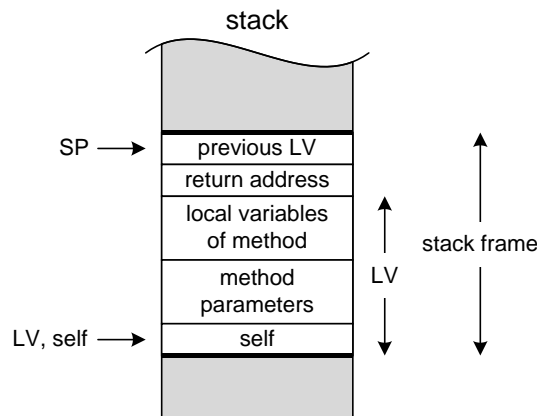 stack
SP
previous LV
return address
local variables
of method
LV
stack frame
method
parameters
LV, self
self